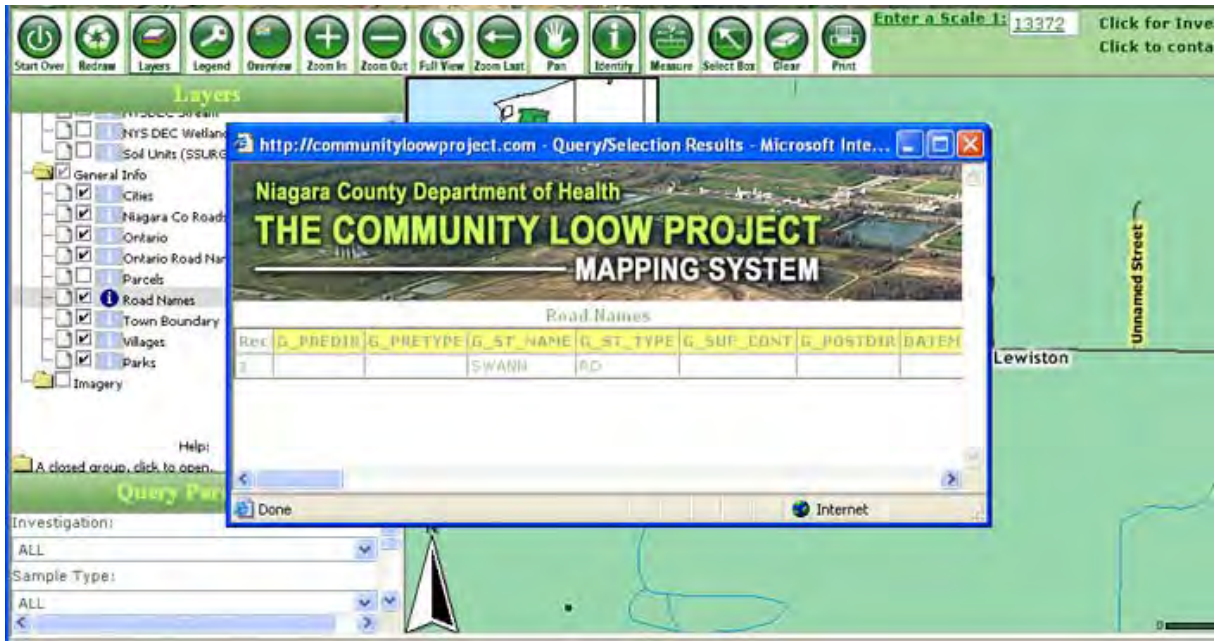 Start Over Redraw Layers Legend Overview Zoom In Zoom Out Full View Zoom Last Pan Identify Measure Select Box Clear Print
Enter a Scale 1: 13372
Click for Inve
Click to conta
Layers
NYSDEC Stream
NYS DEC Wetlan
Soil Units (SSURG
General Info
Cities
Niagara Co Roads
Ontario
Ontario Road Nam
Parcels
Road Names
Town Boundary
Villages
Parks
Imagery
Help:
A closed group, click to open.
Query Par
Investigation:
ALL
Sample Type:
ALL
http://communityloowproject.com - Query/Selection Results - Microsoft Inte...
Niagara County Department of Health
THE COMMUNITY LOOW PROJECT
MAPPING SYSTEM
Road Names
Rec G_PREDIR G_PRETYPE G_ST_NAME G_ST_TYPE G_SUF_CONT G_POSTDIR DATEM
SWANN RD
Done
Internet
Unnamed Street
Lewiston
N
0